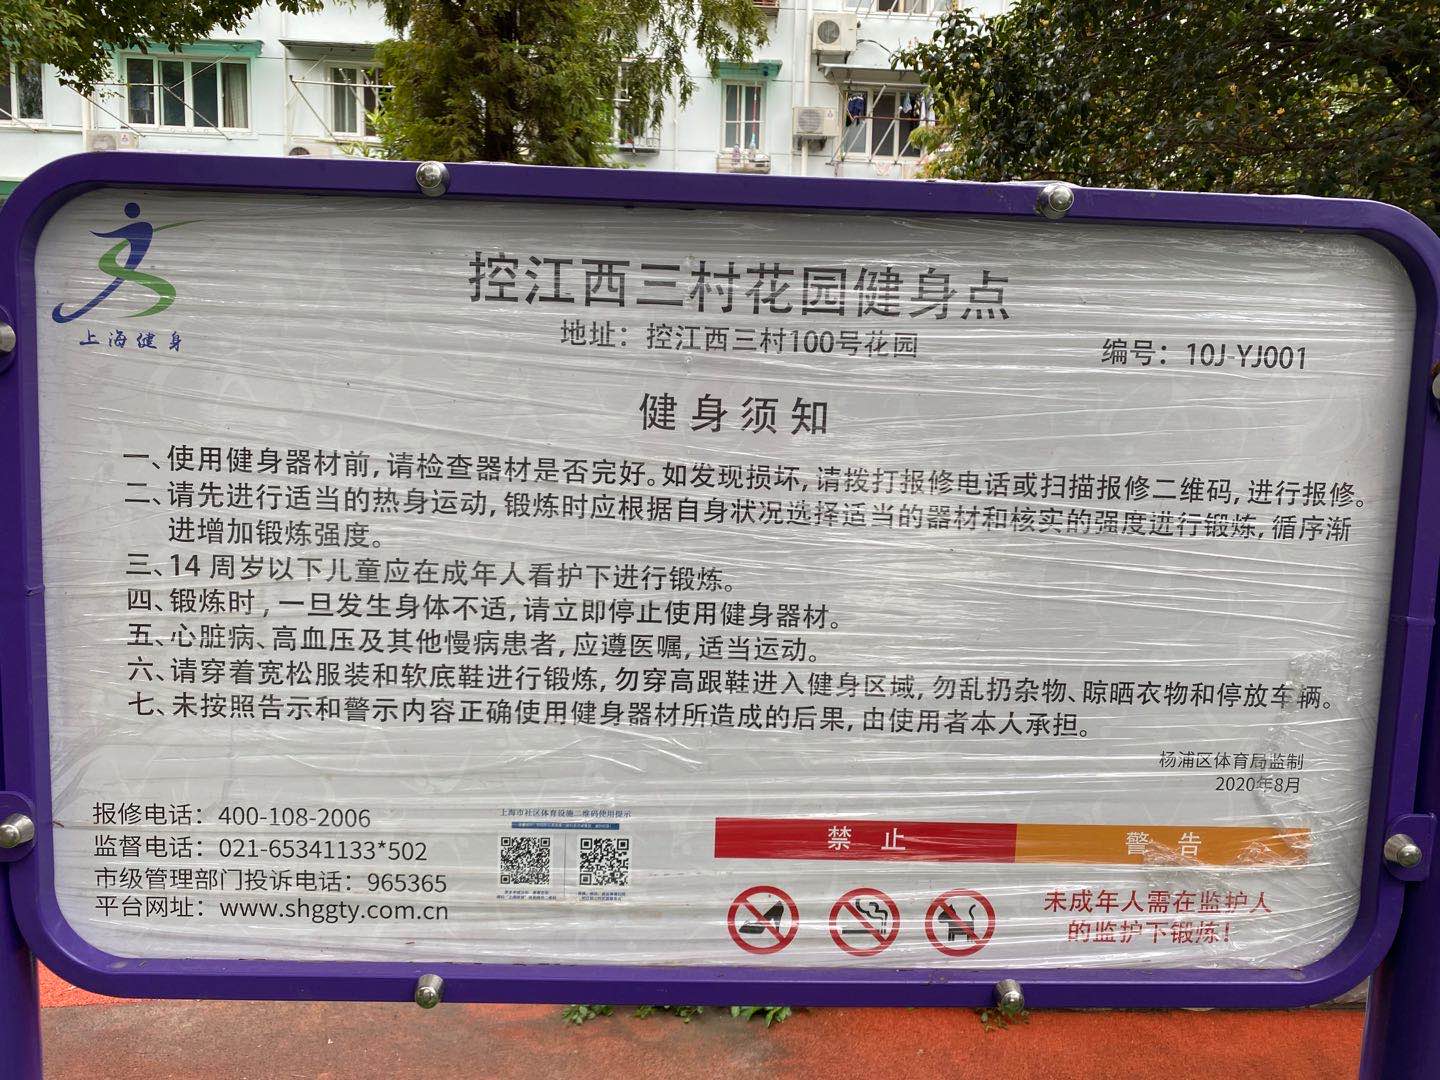 上海健身
控江西三村花园健身点
地址：控江西三村100号花园
编号：10J-YJ001
健身须知
一、使用健身器材前，请检查器材是否完好。如发现损坏，请拨打报修电话或扫描报修二维码，进行报修。
二、请先进行适当的热身运动，锻炼时应根据自身状况选择适当的器材和核实的强度进行锻炼，循序渐
进增加锻炼强度。
三、14 周岁以下儿童应在成年人看护下进行锻炼。
四、锻炼时，一旦发生身体不适，请立即停止使用健身器材。
五、心脏病、高血压及其他慢病患者，应遵医嘱，适当运动。
六、请穿着宽松服装和软底鞋进行锻炼，勿穿高跟鞋进入健身区域，勿乱扔杂物、晾晒衣物和停放车辆。
七、未按照告示和警示内容正确使用健身器材所造成的后果，由使用者本人承担。
杨浦区体育局监制
2020年8月
报修电话：400-108-2006
监督电话：021-65341133*502
市级管理部门投诉电话：965365
平台网址：www.shggty.com.cn
上海市社区体育设施二维码使用提示
禁 止
警 告
未成年人需在监护人
的监护下锻炼！